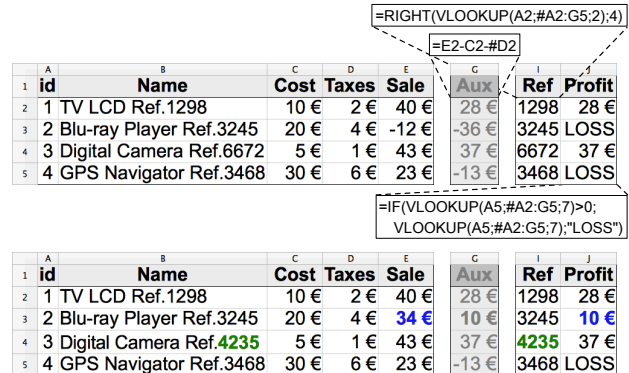 =RIGHT(VLOOKUP(A2;#A2:G5;2);4)
=E2-C2-#D2
A B C D E G I J
1 id Name Cost Taxes Sale Aux Ref Profit
2 1 TV LCD Ref.1298 10 € 2 € 40 € 28 € 1298 28 €
3 2 Blu-ray Player Ref.3245 20 € 4 € -12 € -36 € 3245 LOSS
4 3 Digital Camera Ref.6672 5 € 1 € 43 € 37 € 6672 37 €
5 4 GPS Navigator Ref.3468 30 € 6 € 23 € -13 € 3468 LOSS
=IF(VLOOKUP(A5;#A2:G5;7)>0;
VLOOKUP(A5;#A2:G5;7);"LOSS")
A B C D E G I J
1 id Name Cost Taxes Sale Aux Ref Profit
2 1 TV LCD Ref.1298 10 € 2 € 40 € 28 € 1298 28 €
3 2 Blu-ray Player Ref.3245 20 € 4 € 34 € 10 € 3245 10 €
4 3 Digital Camera Ref.4235 5 € 1 € 43 € 37 € 4235 37 €
5 4 GPS Navigator Ref.3468 30 € 6 € 23 € -13 € 3468 LOSS